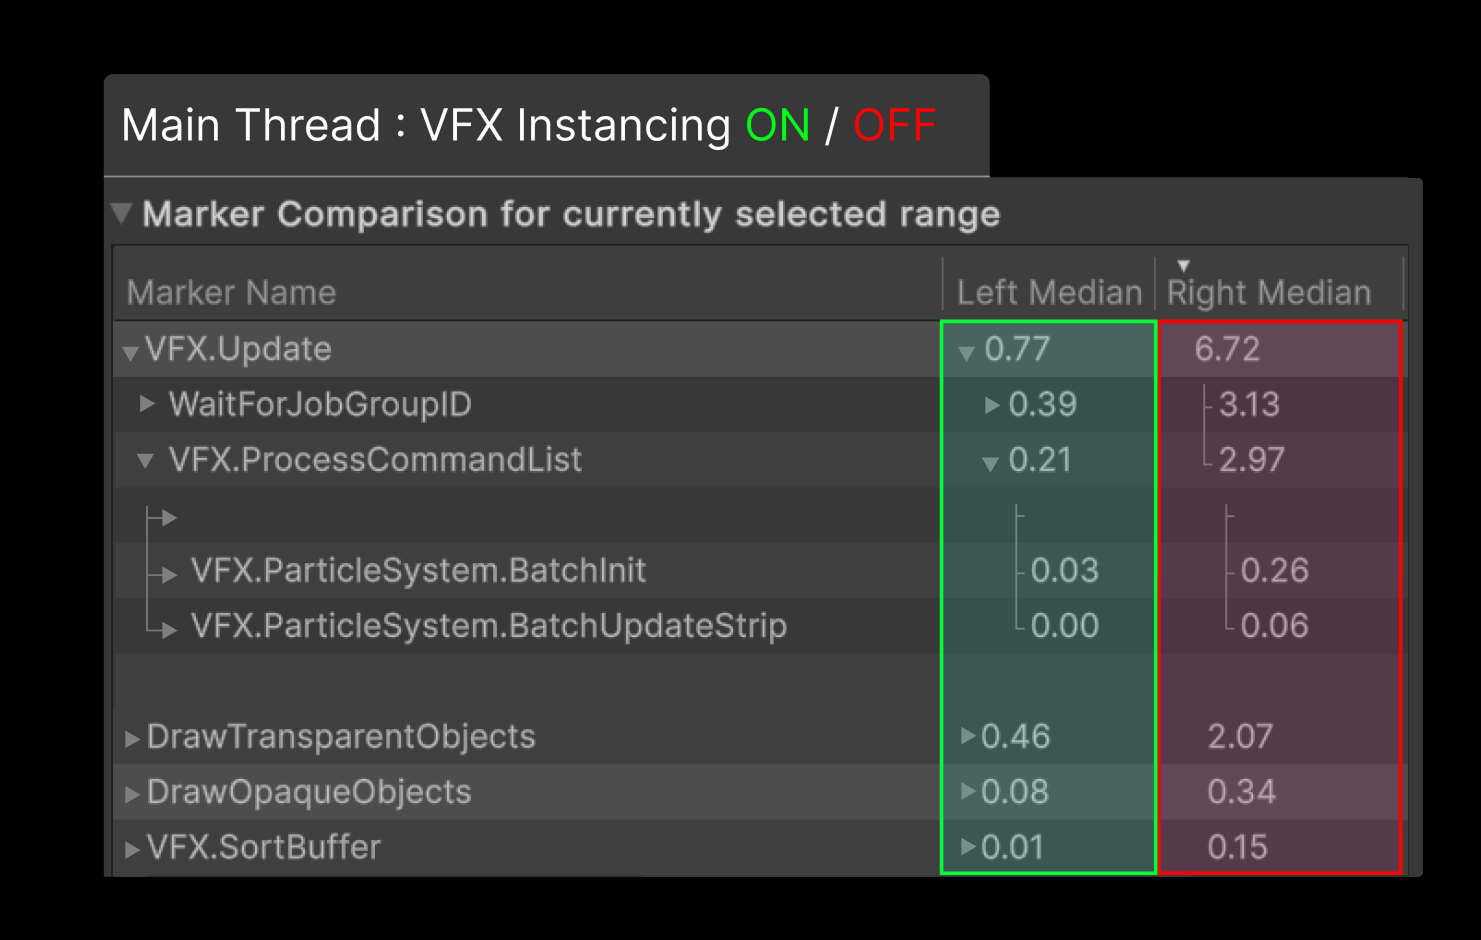 Main Thread : VFX Instancing ON / OFF
Marker Comparison for currently selected range
Marker Name Left Median Right Median
VFX.Update 0.77 6.72
WaitForJobGroupID 0.39 3.13
VFX.ProcessCommandList 0.21 2.97
VFX.ParticleSystem.BatchInit 0.03 0.26
VFX.ParticleSystem.BatchUpdateStrip 0.00 0.06
DrawTransparentObjects 0.46 2.07
DrawOpaqueObjects 0.08 0.34
VFX.SortBuffer 0.01 0.15